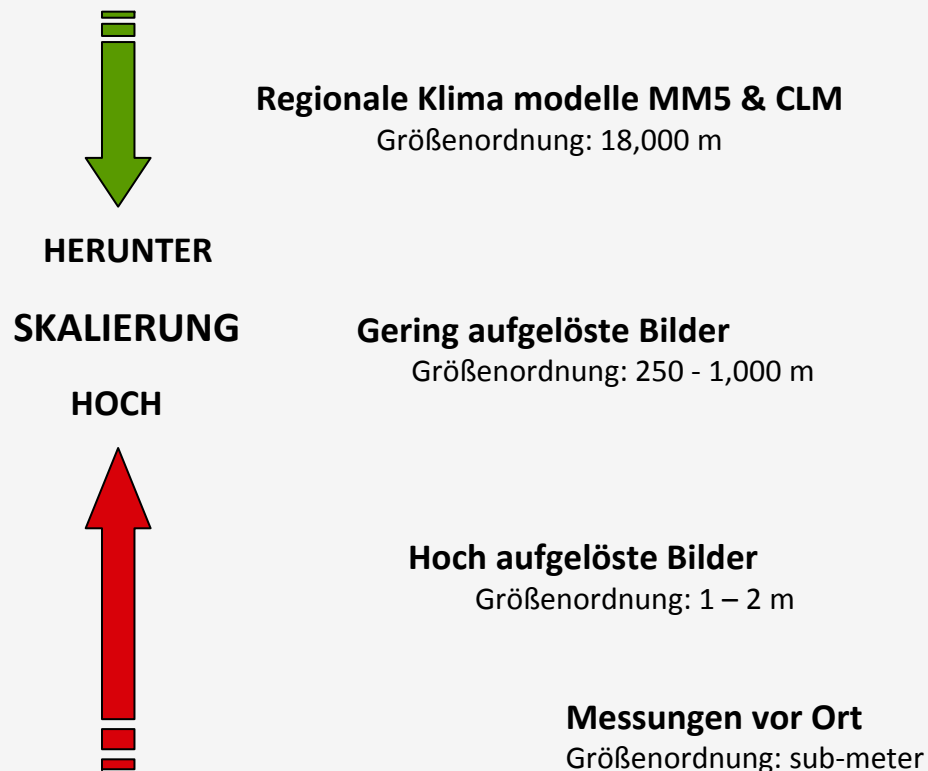 Regionale Klima modelle MM5 & CLM
Größenordnung: 18,000 m
HERUNTER
SKALIERUNG
HOCH
Gering aufgelöste Bilder
Größenordnung: 250 - 1,000 m
Hoch aufgelöste Bilder
Größenordnung: 1 – 2 m
Messungen vor Ort
Größenordnung: sub-meter